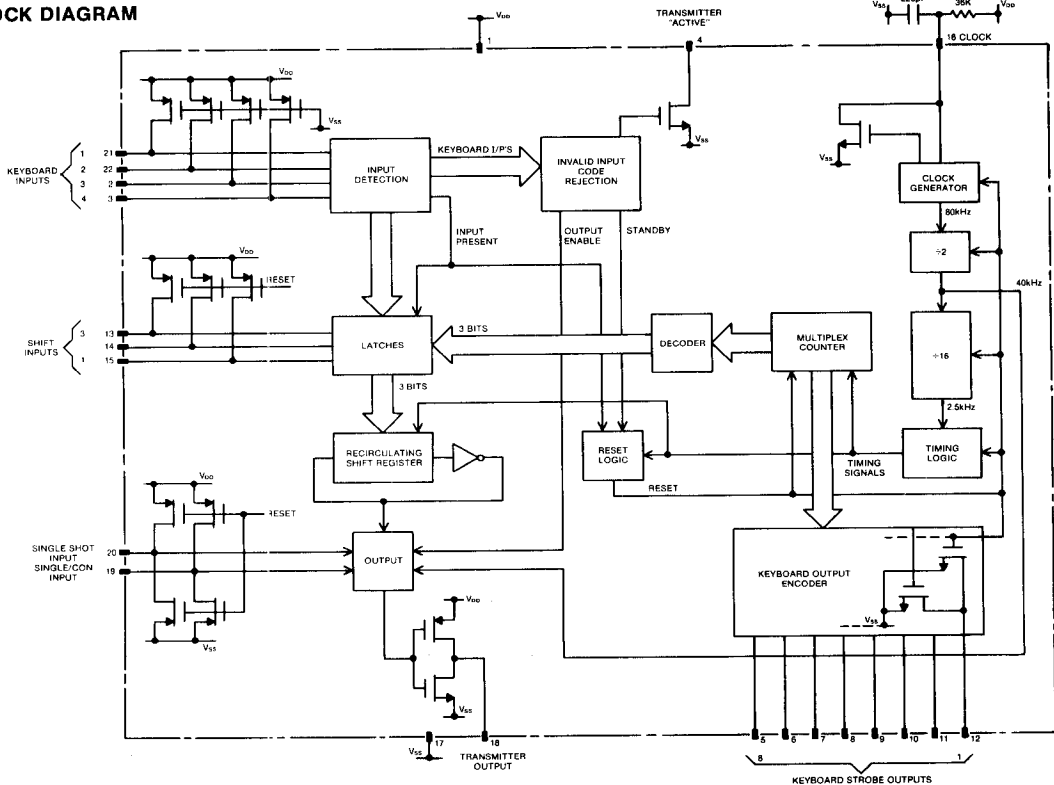 OCK DIAGRAM
VDD
1
TRANSMITTER
"ACTIVE"
4
VSS
36K
VDD
16 CLOCK
VDD
VSS
VSS
VSS
KEYBOARD
INPUTS
1 21
2 22
3 2
4 3
INPUT
DETECTION
KEYBOARD I/P'S
INVALID INPUT
CODE
REJECTION
CLOCK
GENERATOR
80kHz
INPUT
PRESENT
OUTPUT
ENABLE
STANDBY
÷2
40kHz
VDD
RESET
SHIFT
INPUTS
3 13
14
1 15
LATCHES
3 BITS
DECODER
MULTIPLEX
COUNTER
÷16
3 BITS
2.5kHz
RECIRCULATING
SHIFT REGISTER
RESET
LOGIC
TIMING
SIGNALS
TIMING
LOGIC
RESET
VDD
RESET
SINGLE SHOT
INPUT
SINGLE/CON
INPUT
20
19
OUTPUT
VSS
KEYBOARD OUTPUT
ENCODER
VSS
VDD
VSS
17
VSS
18
TRANSMITTER
OUTPUT
5 6 7 8 9 10 11 12
8 1
KEYBOARD STROBE OUTPUTS